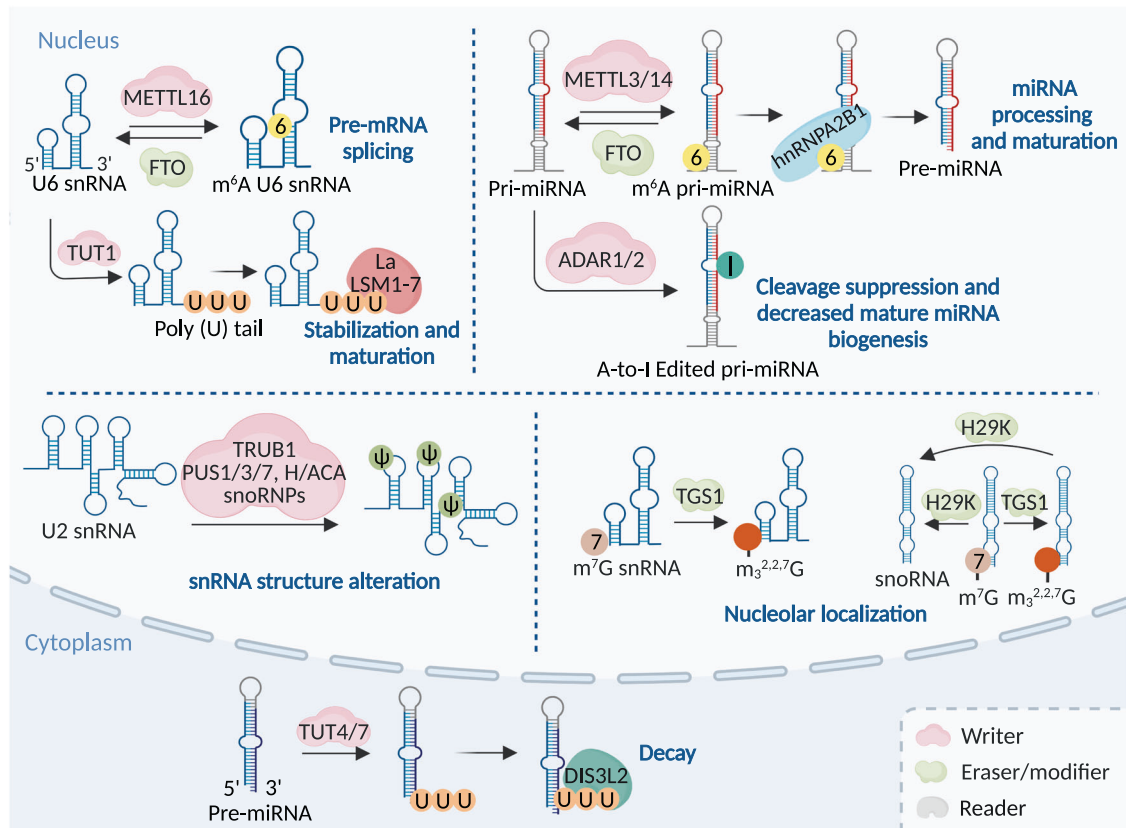 Nucleus
METTL16
FTO
6
5'
3'
U6 snRNA
m⁶A U6 snRNA
Pre-mRNA
splicing
TUT1
U U U
Poly (U) tail
La
LSM1-7
U U U
Stabilization and
maturation
METTL3/14
FTO
Pri-miRNA
6
m⁶A pri-miRNA
hnRNPA2B1
6
Pre-miRNA
miRNA
processing
and maturation
ADAR1/2
I
A-to-I Edited pri-miRNA
Cleavage suppression and
decreased mature miRNA
biogenesis
U2 snRNA
TRUB1
PUS1/3/7, H/ACA
snoRNPs
ψ
ψ
ψ
snRNA structure alteration
7
m⁷G snRNA
TGS1
m₃²,²,⁷G
H29K
H29K
TGS1
snoRNA
7
m⁷G
m₃²,²,⁷G
Nucleolar localization
Cytoplasm
5'
3'
Pre-miRNA
TUT4/7
U U U
DIS3L2
U U U
Decay
Writer
Eraser/modifier
Reader